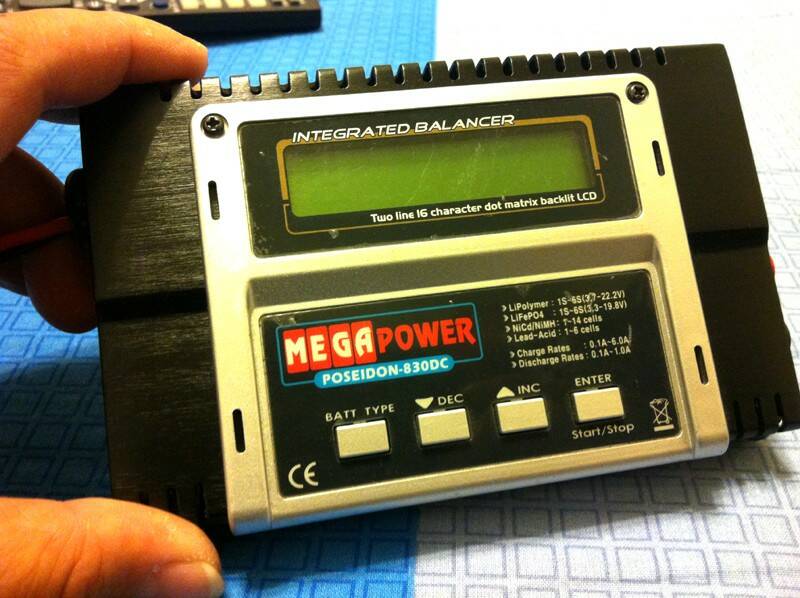 INTEGRATED BALANCER
Two line 16 character dot matrix backlit LCD
> LiPolymer : 1S-6S(3,7-22.2V)
> LiFePO4 : 1S-6S(3,3-19.8V)
> NiCd/NiMH : 1-14 cells
> Lead-Acid : 1-6 cells
> Charge Rates : 0.1A-6.0A
> Discharge Rates : 0.1A-1.0A
MEGAPOWER
POSEIDON-830DC
BATT TYPE
DEC
INC
ENTER
Start/Stop
CE